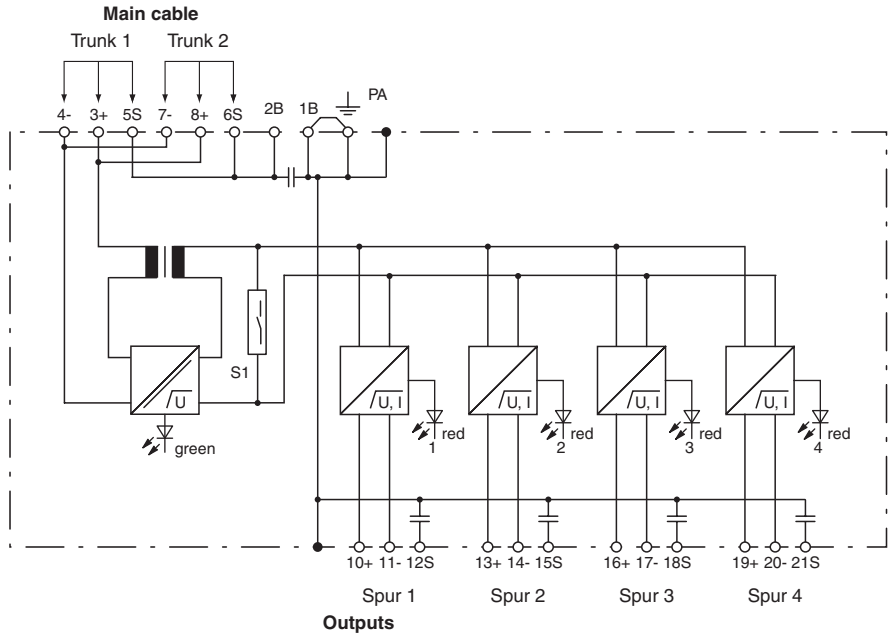 Main cable
Trunk 1 Trunk 2
4- 3+ 5S 7- 8+ 6S 2B 1B PA
S1
U U, I U, I U, I U, I
green red red red red
1 2 3 4
10+ 11- 12S 13+ 14- 15S 16+ 17- 18S 19+ 20- 21S
Spur 1 Spur 2 Spur 3 Spur 4
Outputs